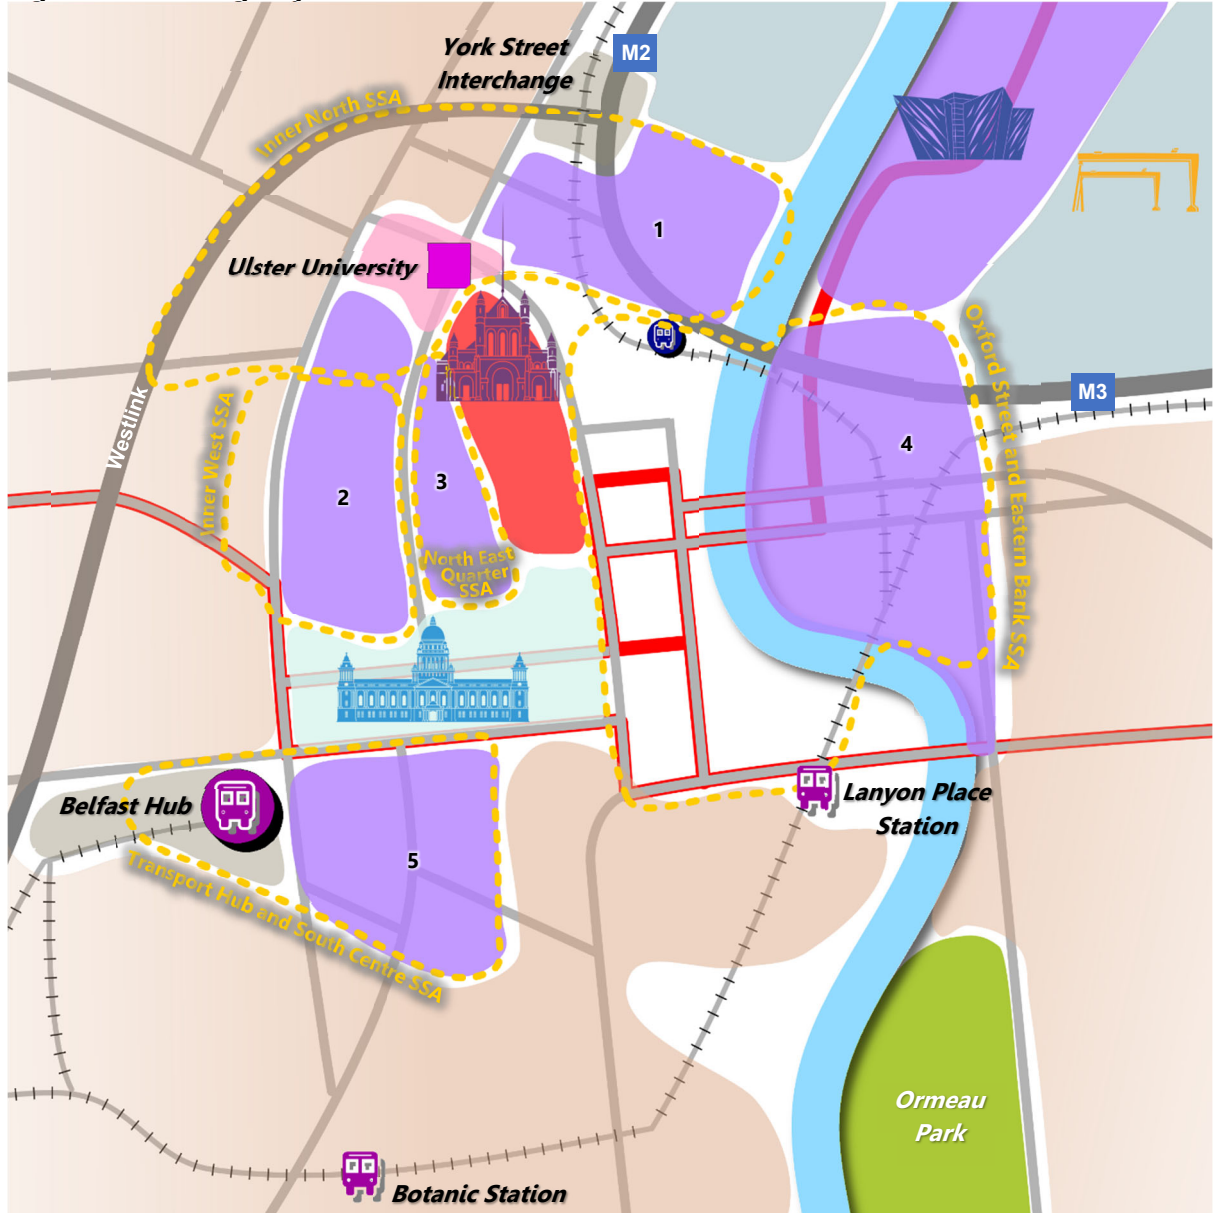 York Street
Interchange
M2
Inner North SSA
1
Ulster University
Westlink
Inner West SSA
2
3
North East
Quarter
SSA
M3
4
Oxford Street and Eastern Bank SSA
Belfast Hub
Lanyon Place
Station
5
Transport Hub and South Centre SSA
Ormeau
Park
Botanic Station